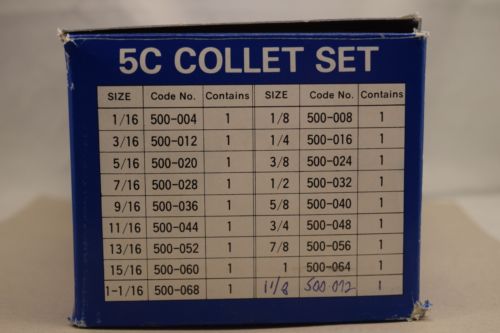 5C COLLET SET
SIZE Code No. Contains SIZE Code No. Contains
1/16 500-004 1 1/8 500-008 1
3/16 500-012 1 1/4 500-016 1
5/16 500-020 1 3/8 500-024 1
7/16 500-028 1 1/2 500-032 1
9/16 500-036 1 5/8 500-040 1
11/16 500-044 1 3/4 500-048 1
13/16 500-052 1 7/8 500-056 1
15/16 500-060 1 1 500-064 1
1-1/16 500-068 1 1 1/8 500-072 1